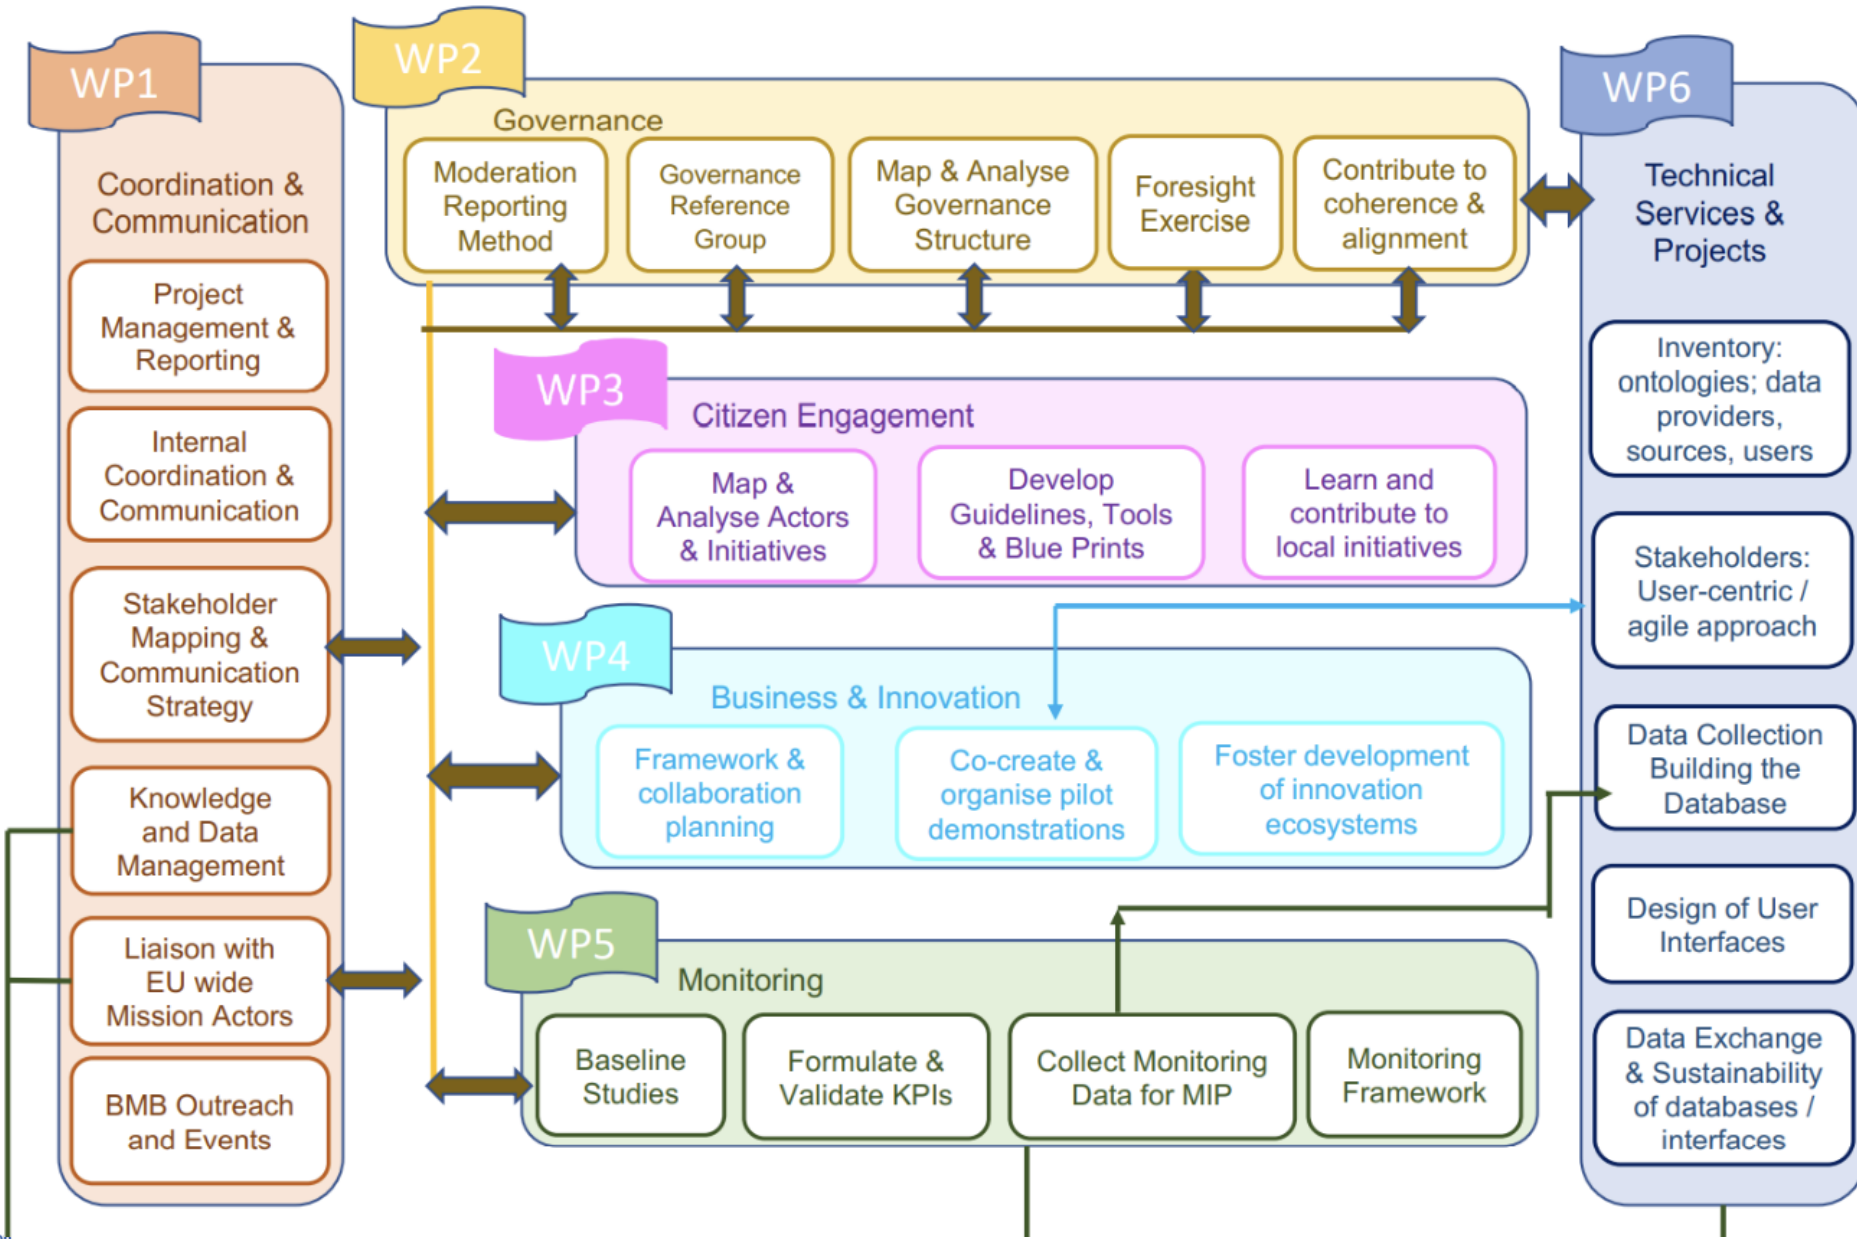 WP1
Coordination &
Communication
Project
Management &
Reporting
Internal
Coordination &
Communication
Stakeholder
Mapping &
Communication
Strategy
Knowledge
and Data
Management
Liaison with
EU wide
Mission Actors
BMB Outreach
and Events
WP2
Governance
Moderation
Reporting
Method
Governance
Reference
Group
Map & Analyse
Governance
Structure
Foresight
Exercise
Contribute to
coherence &
alignment
WP3
Citizen Engagement
Map &
Analyse Actors
& Initiatives
Develop
Guidelines, Tools
& Blue Prints
Learn and
contribute to
local initiatives
WP4
Business & Innovation
Framework &
collaboration
planning
Co-create &
organise pilot
demonstrations
Foster development
of innovation
ecosystems
WP5
Monitoring
Baseline
Studies
Formulate &
Validate KPIs
Collect Monitoring
Data for MIP
Monitoring
Framework
WP6
Technical
Services &
Projects
Inventory:
ontologies; data
providers,
sources, users
Stakeholders:
User-centric /
agile approach
Data Collection
Building the
Database
Design of User
Interfaces
Data Exchange
& Sustainability
of databases /
interfaces